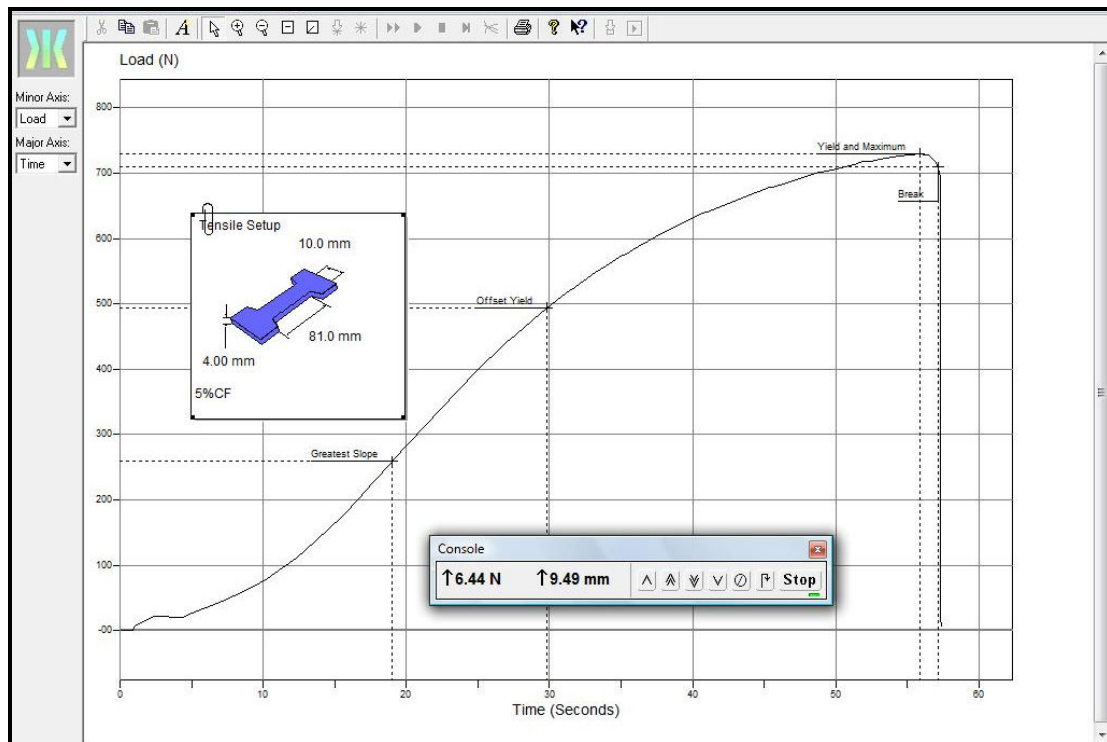 Load (N)
Minor Axis:
Load
Major Axis:
Time
800
700
600
500
400
300
200
100
-00
Yield and Maximum
Break
Tensile Setup
10.0 mm
81.0 mm
4.00 mm
5%CF
Offset Yield
Greatest Slope
Console
↑6.44 N ↑9.49 mm Stop
0 10 20 30 40 50 60
Time (Seconds)